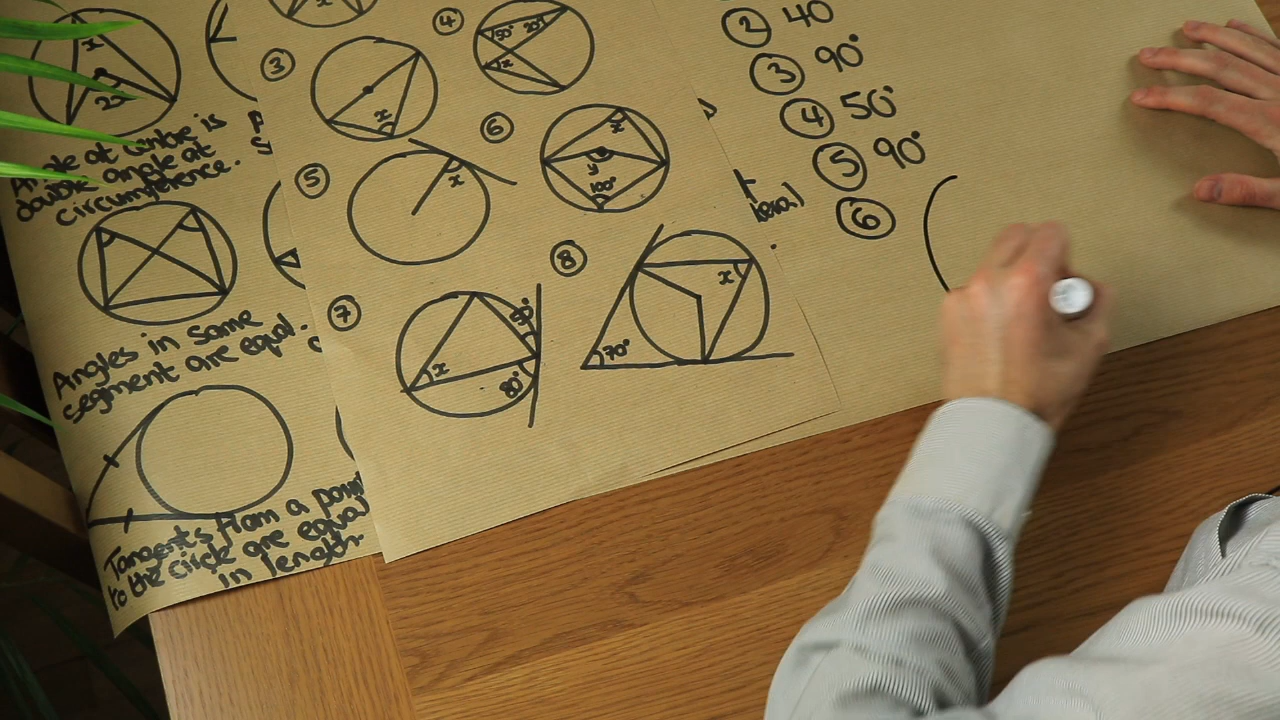 x
2x
Angle at centre is
double angle at
circumference.
Angles in Same
segment are equal.
Tangents from a point
to the circle are equal
in length.
x
3
x
4
50°
20°
x
5
x
6
x
y
100°
7
x
50°
80°
8
x
70°
2 40
3 90°
4 50°
5 90°
6